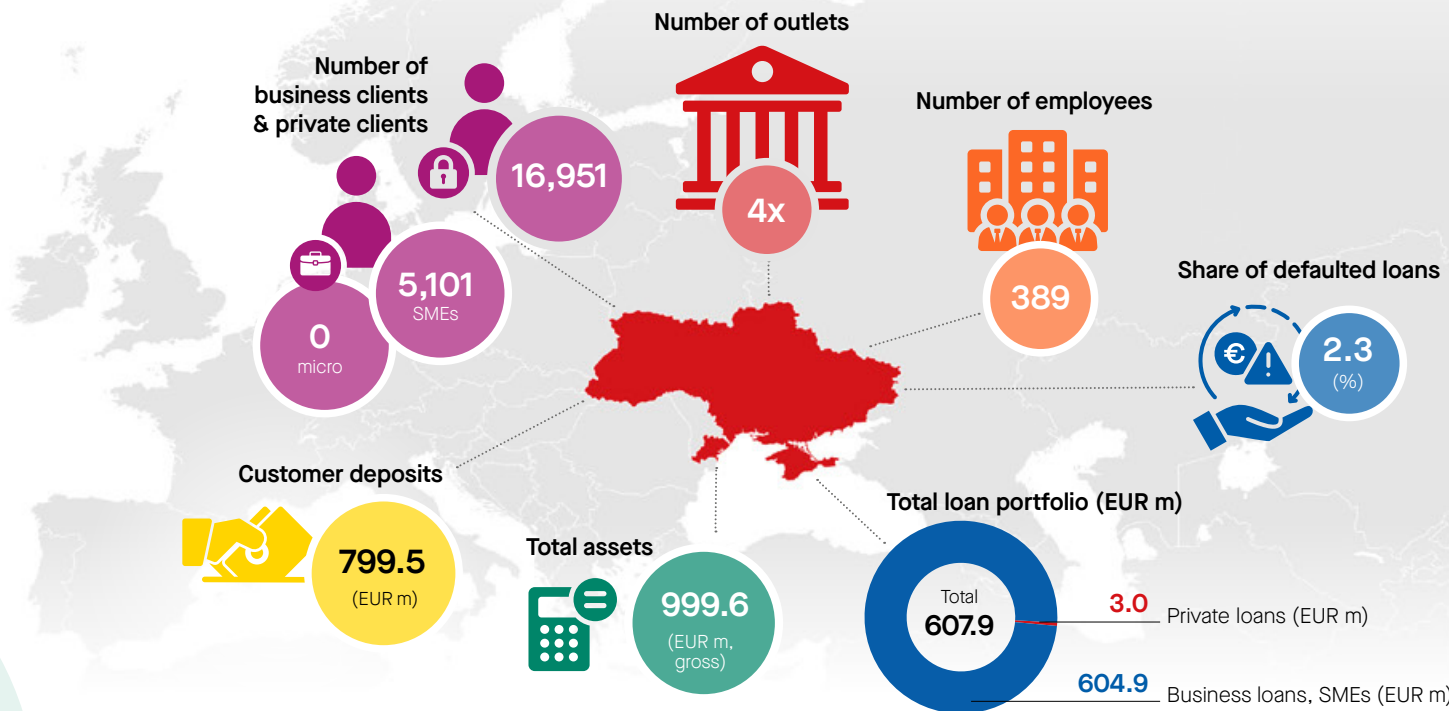 Number of outlets
4x
Number of
business clients
& private clients
16,951
5,101
SMEs
0
micro
Number of employees
389
Share of defaulted loans
€
2.3
(%)
Customer deposits
799.5
(EUR m)
Total assets
999.6
(EUR m,
gross)
Total loan portfolio (EUR m)
Total
607.9
3.0 Private loans (EUR m)
604.9 Business loans, SMEs (EUR m)